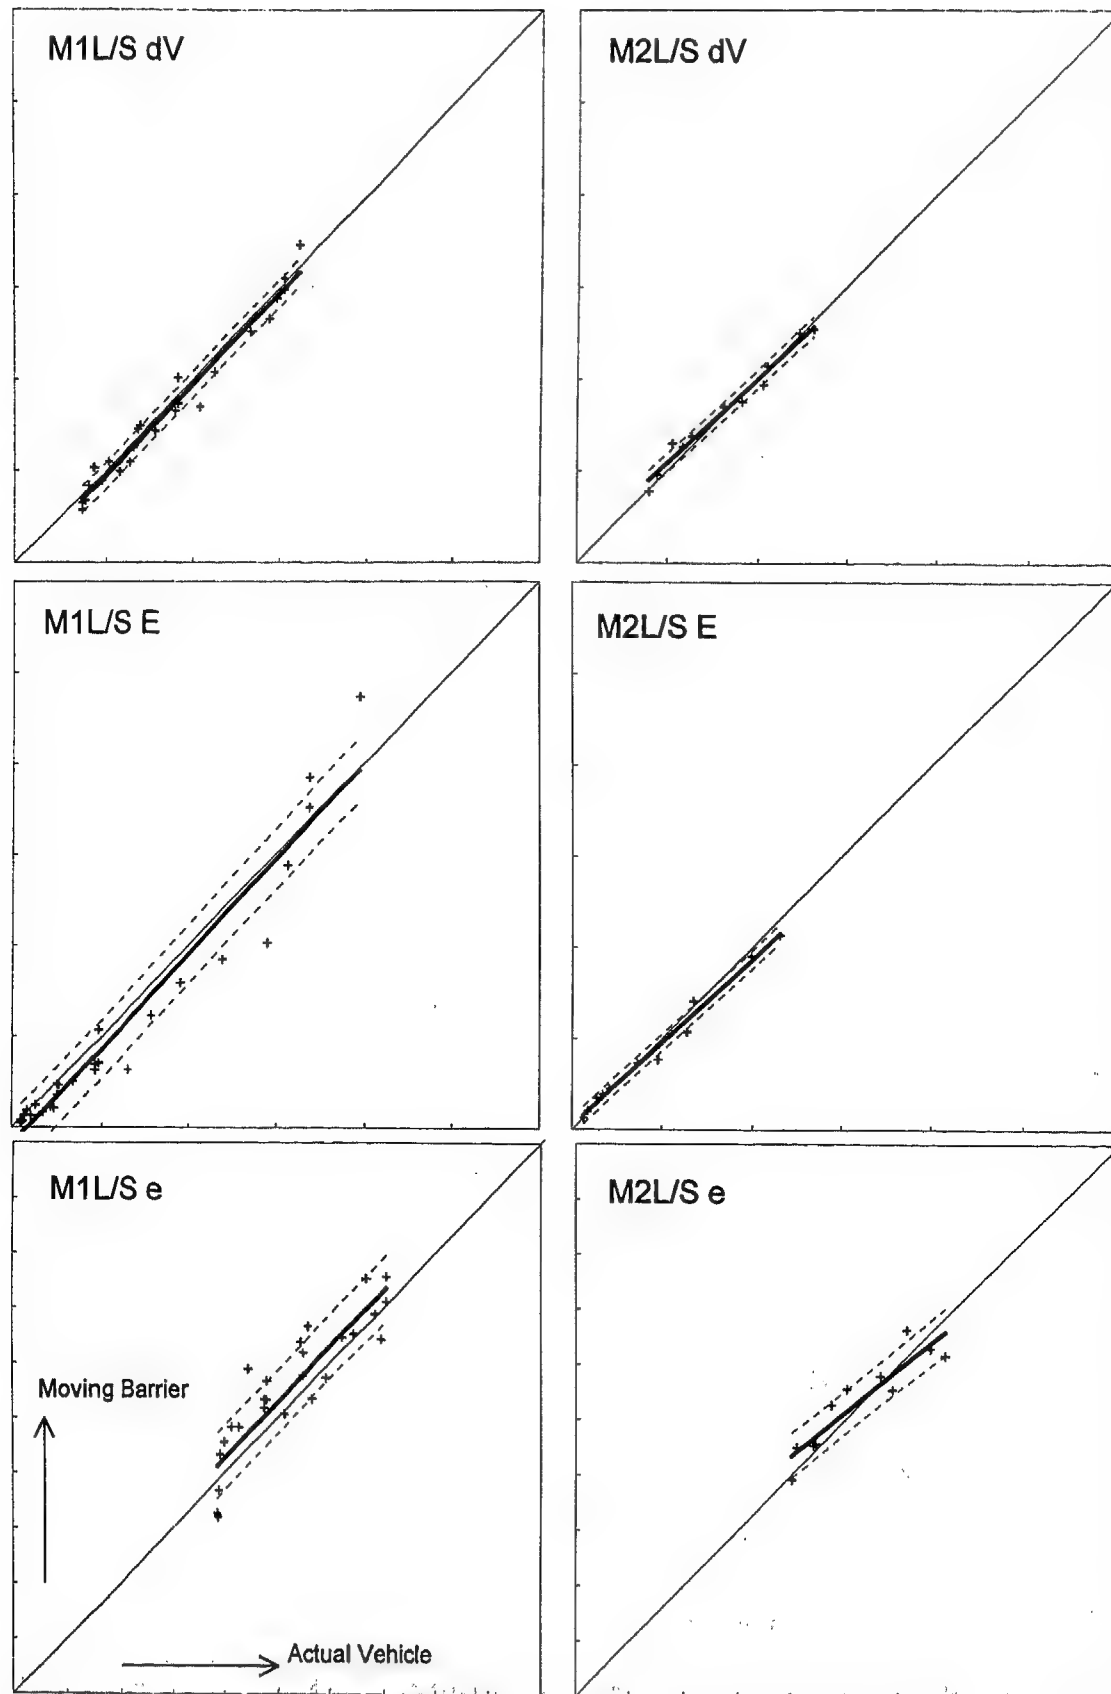 M1L/S dV
M2L/S dV
M1L/S E
M2L/S E
M1L/S e
M2L/S e
Moving Barrier
Actual Vehicle